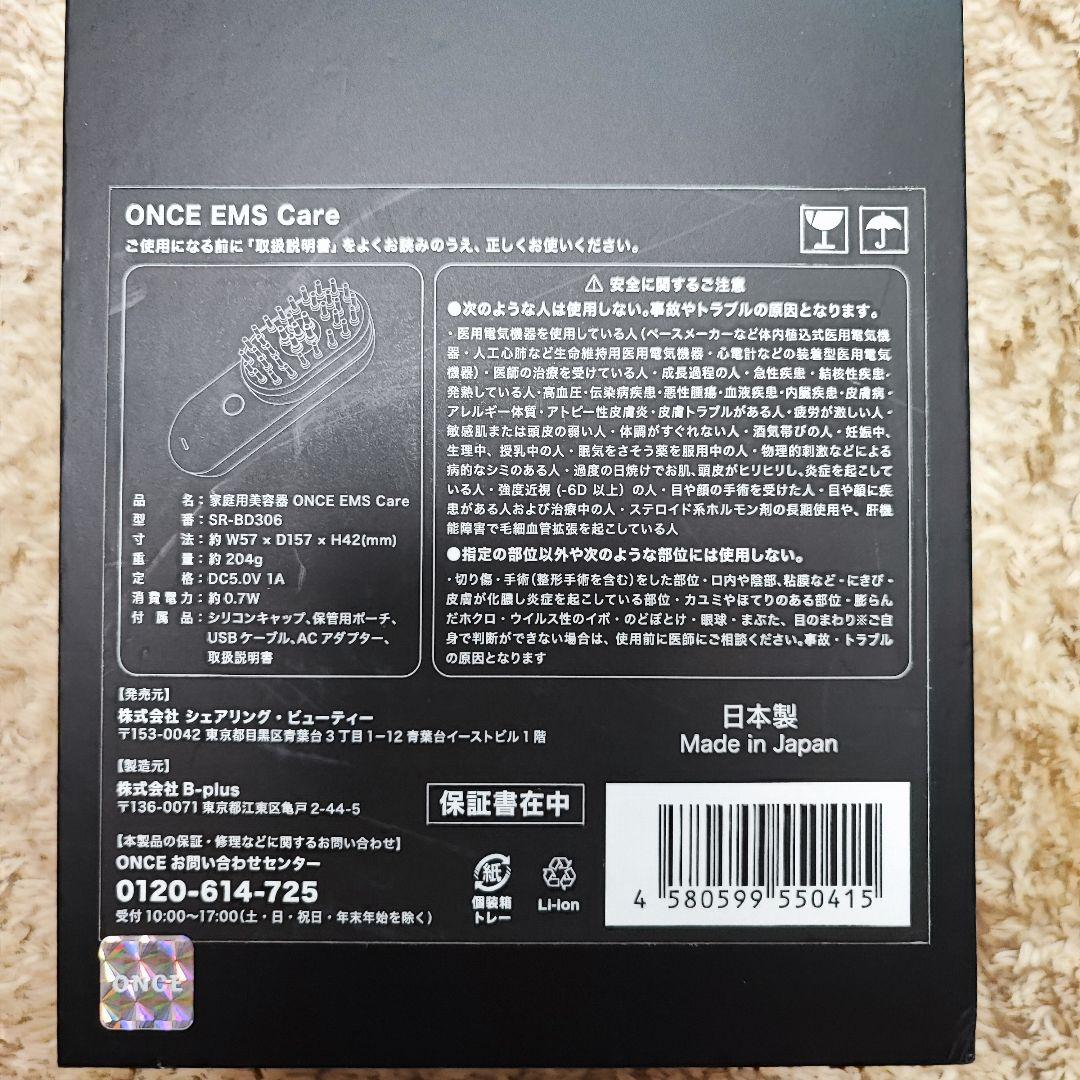 ONCE EMS Care
ご使用になる前に「取扱説明書」をよくお読みのうえ、正しくお使いください。
品名：家庭用美容器 ONCE EMS Care
型番：SR-BD306
寸法：約 W57 x D157 x H42(mm)
重量：約 204g
定格：DC5.0V 1A
消費電力：約0.7W
付属品：シリコンキャップ、保管用ポーチ、
USBケーブル、ACアダプター、
取扱説明書
⚠ 安全に関するご注意
●次のような人は使用しない。事故やトラブルの原因となります。
・医用電気機器を使用している人（ペースメーカーなど体内植込式医用電気機
器・人工心肺など生命維持用医用電気機器・心電計などの装着型医用電気
機器）・医師の治療を受けている人・成長過程の人・急性疾患・結核性疾患・
発熱している人・高血圧・伝染病疾患・悪性腫瘍・血液疾患・内臓疾患・皮膚病・
アレルギー体質・アトピー性皮膚炎・皮膚トラブルがある人・疲労が激しい人・
敏感肌または頭皮の弱い人・体調がすぐれない人・酒気帯びの人・妊娠中、
生理中、授乳中の人・眠気をさそう薬を服用中の人・物理的刺激などによる
病的なシミのある人・過度の日焼けでお肌、頭皮がヒリヒリし、炎症を起こして
いる人・強度近視 (-6D 以上）の人・目や顔の手術を受けた人・目や顔に疾
患がある人および治療中の人・ステロイド系ホルモン剤の長期使用や、肝機
能障害で毛細血管拡張を起こしている人
●指定の部位以外や次のような部位には使用しない。
・切り傷・手術（整形手術を含む）をした部位・口内や陰部、粘膜など・にきび・
皮膚が化膿し炎症を起こしている部位・カユミやほてりのある部位・膨らん
だホクロ・ウイルス性のイボ・のどぼとけ・眼球・まぶた、目のまわり※ご自
身で判断ができない場合は、使用前に医師にご相談ください。事故・トラブル
の原因となります
【発売元】
株式会社 シェアリング・ビューティー
〒153-0042 東京都目黒区青葉台3丁目1-12 青葉台イーストビル1階
【製造元】
株式会社 B-plus
〒136-0071 東京都江東区亀戸 2-44-5
【本製品の保証・修理などに関するお問い合わせ】
ONCE お問い合わせセンター
0120-614-725
受付 10:00～17:00（土・日・祝日・年末年始を除く）
日本製
Made in Japan
保証書在中
紙
個装箱
トレー
Li-ion
4 580599 550415
ONCE